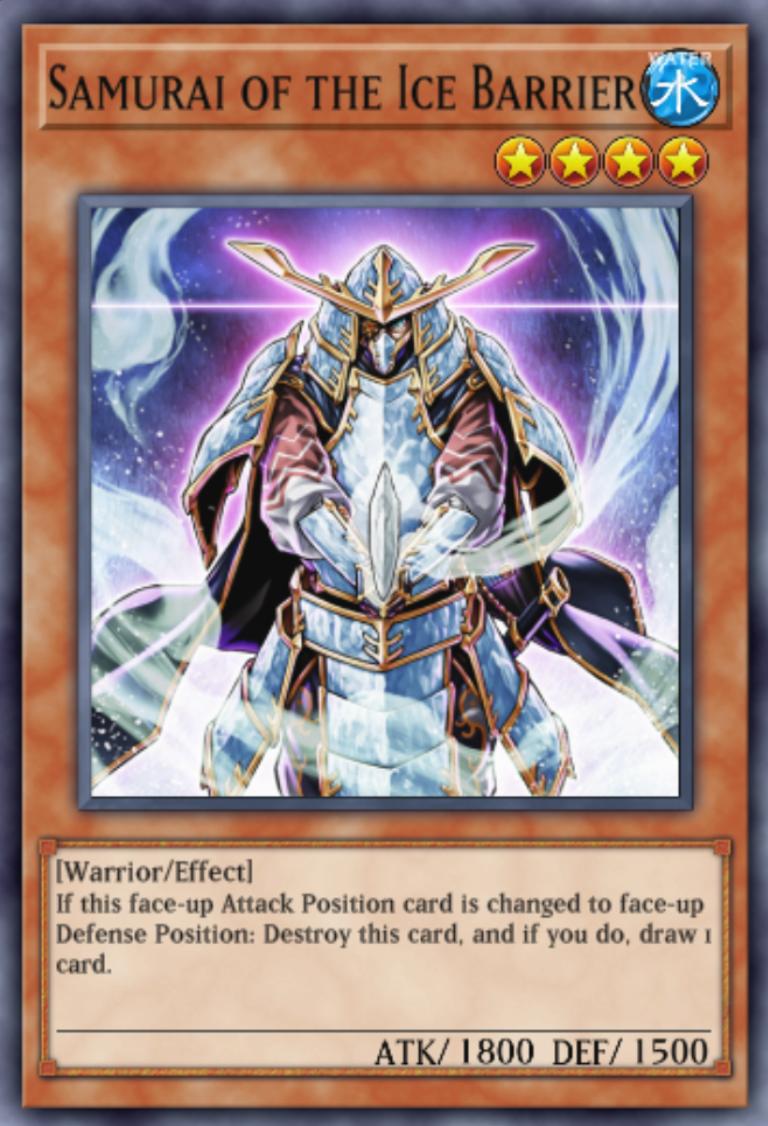 SAMURAI OF THE ICE BARRIER
WATER
水
[Warrior/Effect]
If this face-up Attack Position card is changed to face-up
Defense Position: Destroy this card, and if you do, draw 1
card.
ATK/ 1800 DEF/ 1500